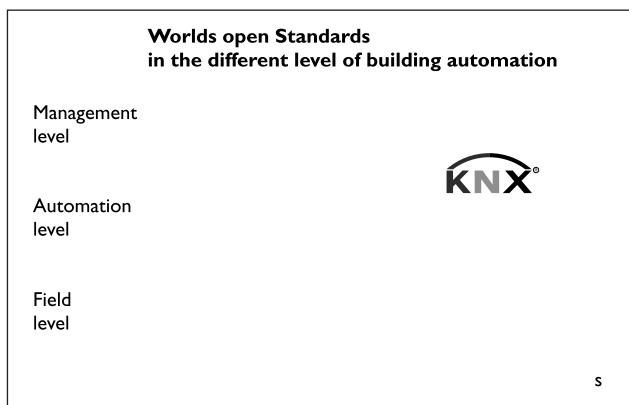 Worlds open Standards
in the different level of building automation
Management
level
KNX®
Automation
level
Field
level
s